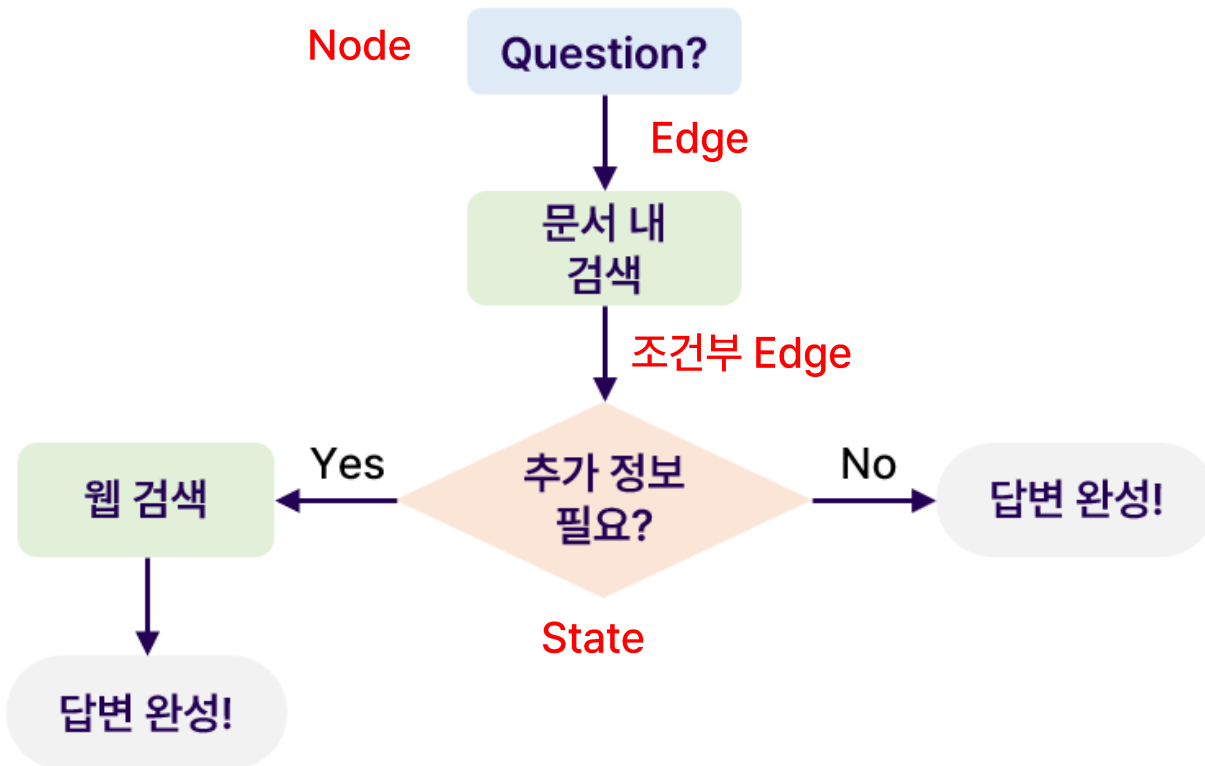 Node
Question?
Edge
문서 내
검색
조건부 Edge
Yes
추가 정보
필요?
No
웹 검색
답변 완성!
State
답변 완성!